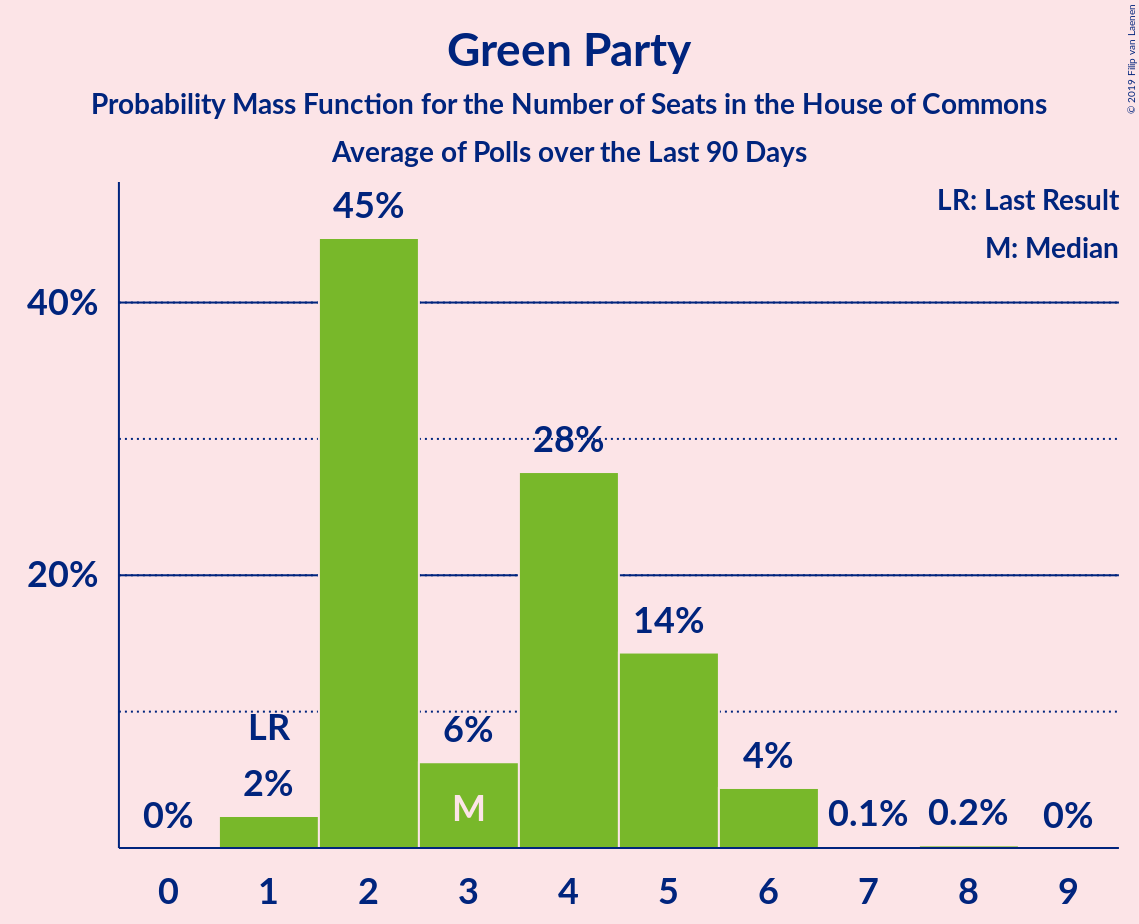 Green Party
Probability Mass Function for the Number of Seats in the House of Commons
Average of Polls over the Last 90 Days
© 2019 Filip van Laenen
LR: Last Result
M: Median
45%
40%
28%
20%
14%
LR
6%
4%
2%
M
0%
0.1%
0.2%
0%
0 1 2 3 4 5 6 7 8 9